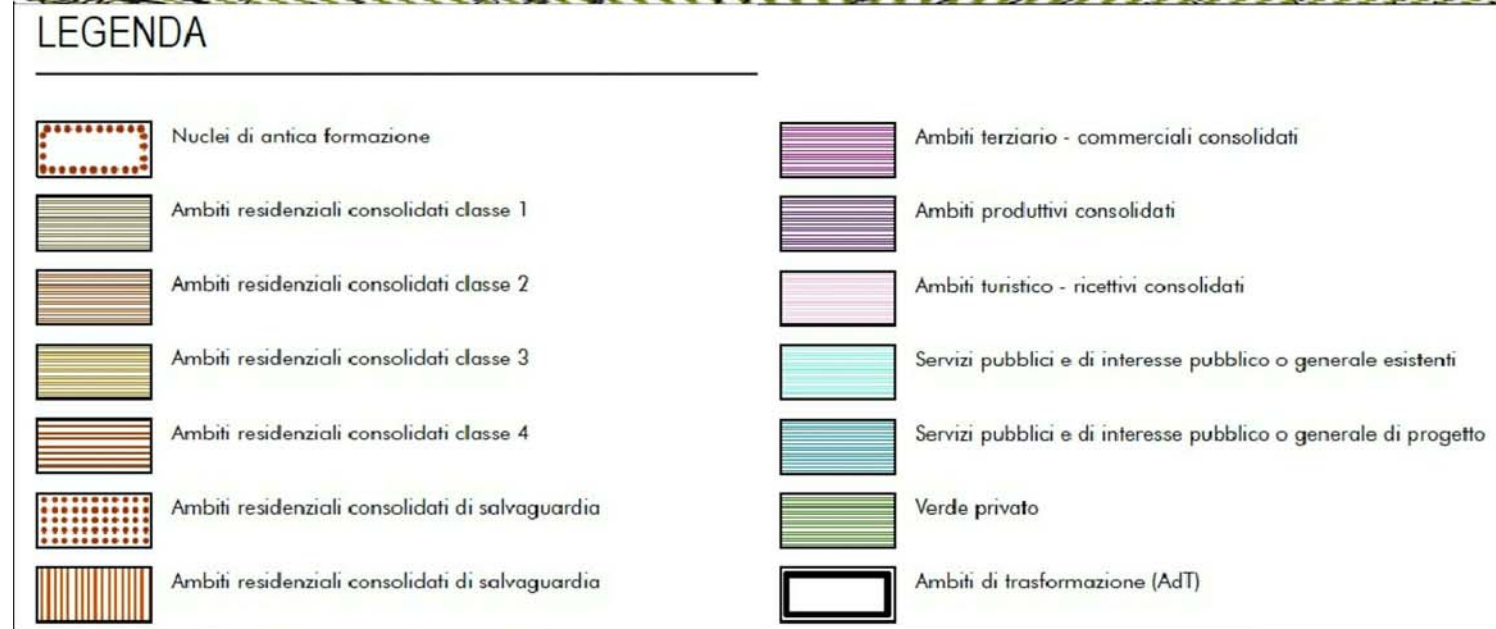 LEGENDA
Nuclei di antica formazione
Ambiti residenziali consolidati classe 1
Ambiti residenziali consolidati classe 2
Ambiti residenziali consolidati classe 3
Ambiti residenziali consolidati classe 4
Ambiti residenziali consolidati di salvaguardia
Ambiti residenziali consolidati di salvaguardia
Ambiti terziario - commerciali consolidati
Ambiti produttivi consolidati
Ambiti turistico - ricettivi consolidati
Servizi pubblici e di interesse pubblico o generale esistenti
Servizi pubblici e di interesse pubblico o generale di progetto
Verde privato
Ambiti di trasformazione (AdT)